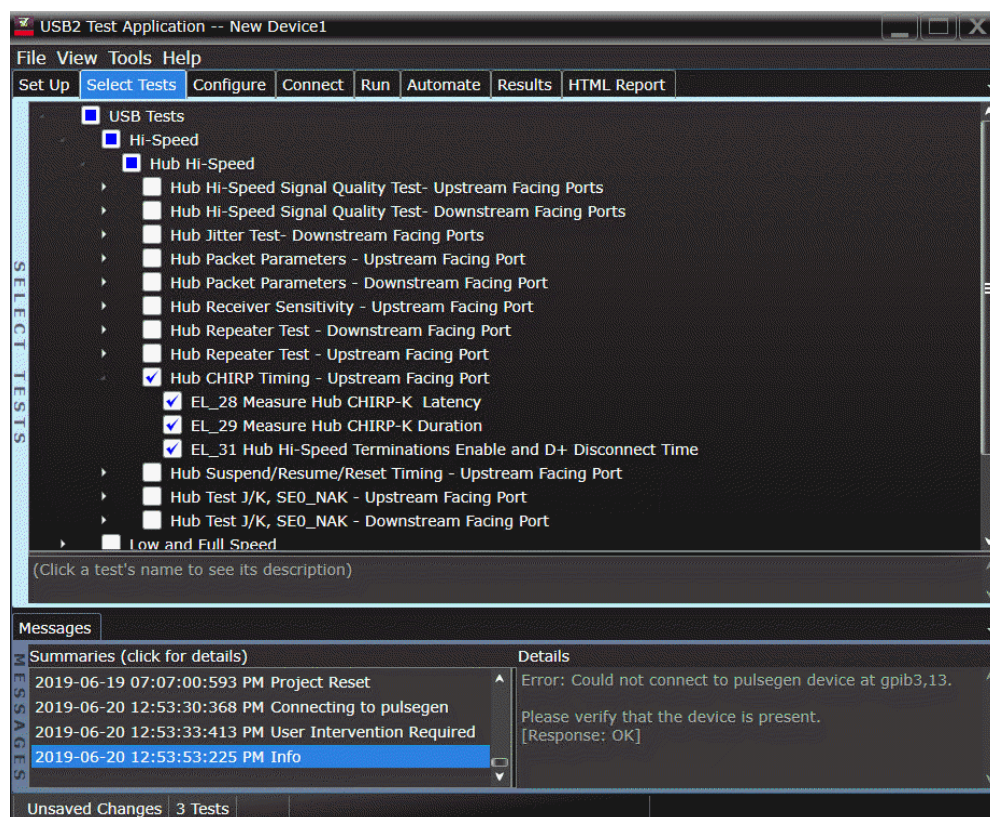 USB2 Test Application -- New Device1
File View Tools Help
Set Up Select Tests Configure Connect Run Automate Results HTML Report
SELECT TESTS
USB Tests
Hi-Speed
Hub Hi-Speed
Hub Hi-Speed Signal Quality Test- Upstream Facing Ports
Hub Hi-Speed Signal Quality Test- Downstream Facing Ports
Hub Jitter Test- Downstream Facing Ports
Hub Packet Parameters - Upstream Facing Port
Hub Packet Parameters - Downstream Facing Port
Hub Receiver Sensitivity - Upstream Facing Port
Hub Repeater Test - Downstream Facing Port
Hub Repeater Test - Upstream Facing Port
Hub CHIRP Timing - Upstream Facing Port
EL_28 Measure Hub CHIRP-K Latency
EL_29 Measure Hub CHIRP-K Duration
EL_31 Hub Hi-Speed Terminations Enable and D+ Disconnect Time
Hub Suspend/Resume/Reset Timing - Upstream Facing Port
Hub Test J/K, SE0_NAK - Upstream Facing Port
Hub Test J/K, SE0_NAK - Downstream Facing Port
Low and Full Speed
(Click a test's name to see its description)
Messages
MESSAGES
Summaries (click for details)
2019-06-19 07:07:00:593 PM Project Reset
2019-06-20 12:53:30:368 PM Connecting to pulsegen
2019-06-20 12:53:33:413 PM User Intervention Required
2019-06-20 12:53:53:225 PM Info
Details
Error: Could not connect to pulsegen device at gpib3,13.
Please verify that the device is present.
[Response: OK]
Unsaved Changes 3 Tests